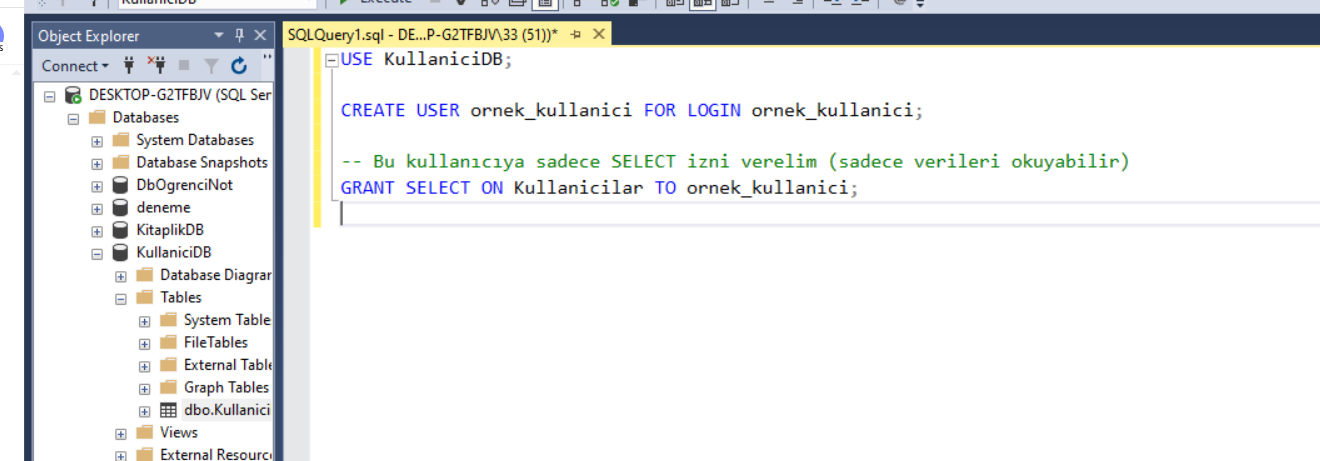 KullaniciDB
Execute
Object Explorer
SQLQuery1.sql - DE...P-G2TFBJV\33 (51))*
Connect
DESKTOP-G2TFBJV (SQL Ser
Databases
System Databases
Database Snapshots
DbOgrenciNot
deneme
KitaplikDB
KullaniciDB
Database Diagrar
Tables
System Table
FileTables
External Table
Graph Tables
dbo.Kullanici
Views
External Resourc
USE KullaniciDB;
CREATE USER ornek_kullanici FOR LOGIN ornek_kullanici;
-- Bu kullanıcıya sadece SELECT izni verelim (sadece verileri okuyabilir)
GRANT SELECT ON Kullanicilar TO ornek_kullanici;